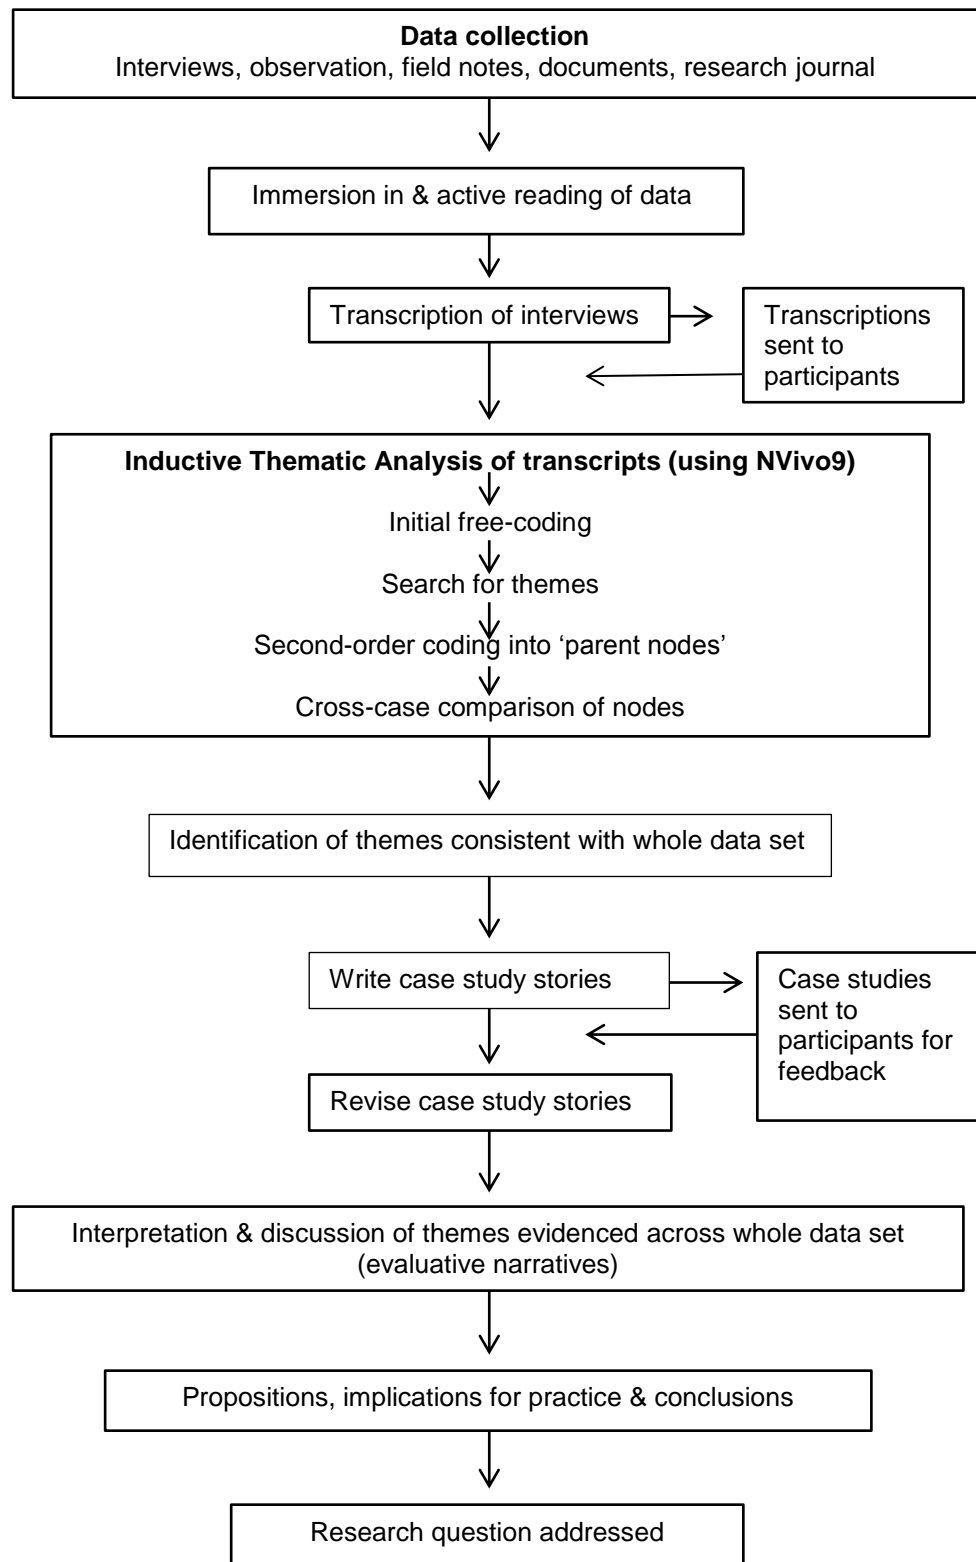 Data collection
Interviews, observation, field notes, documents, research journal
Immersion in & active reading of data
Transcription of interviews
Transcriptions
sent to
participants
Inductive Thematic Analysis of transcripts (using NVivo9)
Initial free-coding
Search for themes
Second-order coding into ‘parent nodes’
Cross-case comparison of nodes
Identification of themes consistent with whole data set
Write case study stories
Case studies
sent to
participants for
feedback
Revise case study stories
Interpretation & discussion of themes evidenced across whole data set
(evaluative narratives)
Propositions, implications for practice & conclusions
Research question addressed